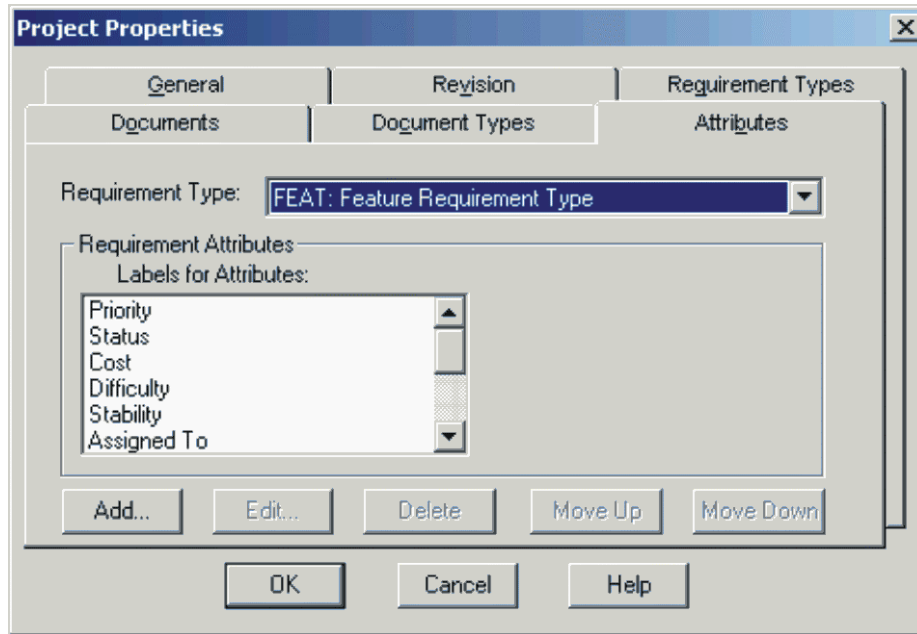 Project Properties
General Revision Requirement Types
Documents Document Types Attributes
Requirement Type: FEAT: Feature Requirement Type
Requirement Attributes
Labels for Attributes:
Priority
Status
Cost
Difficulty
Stability
Assigned To
Add... Edit... Delete Move Up Move Down
OK Cancel Help